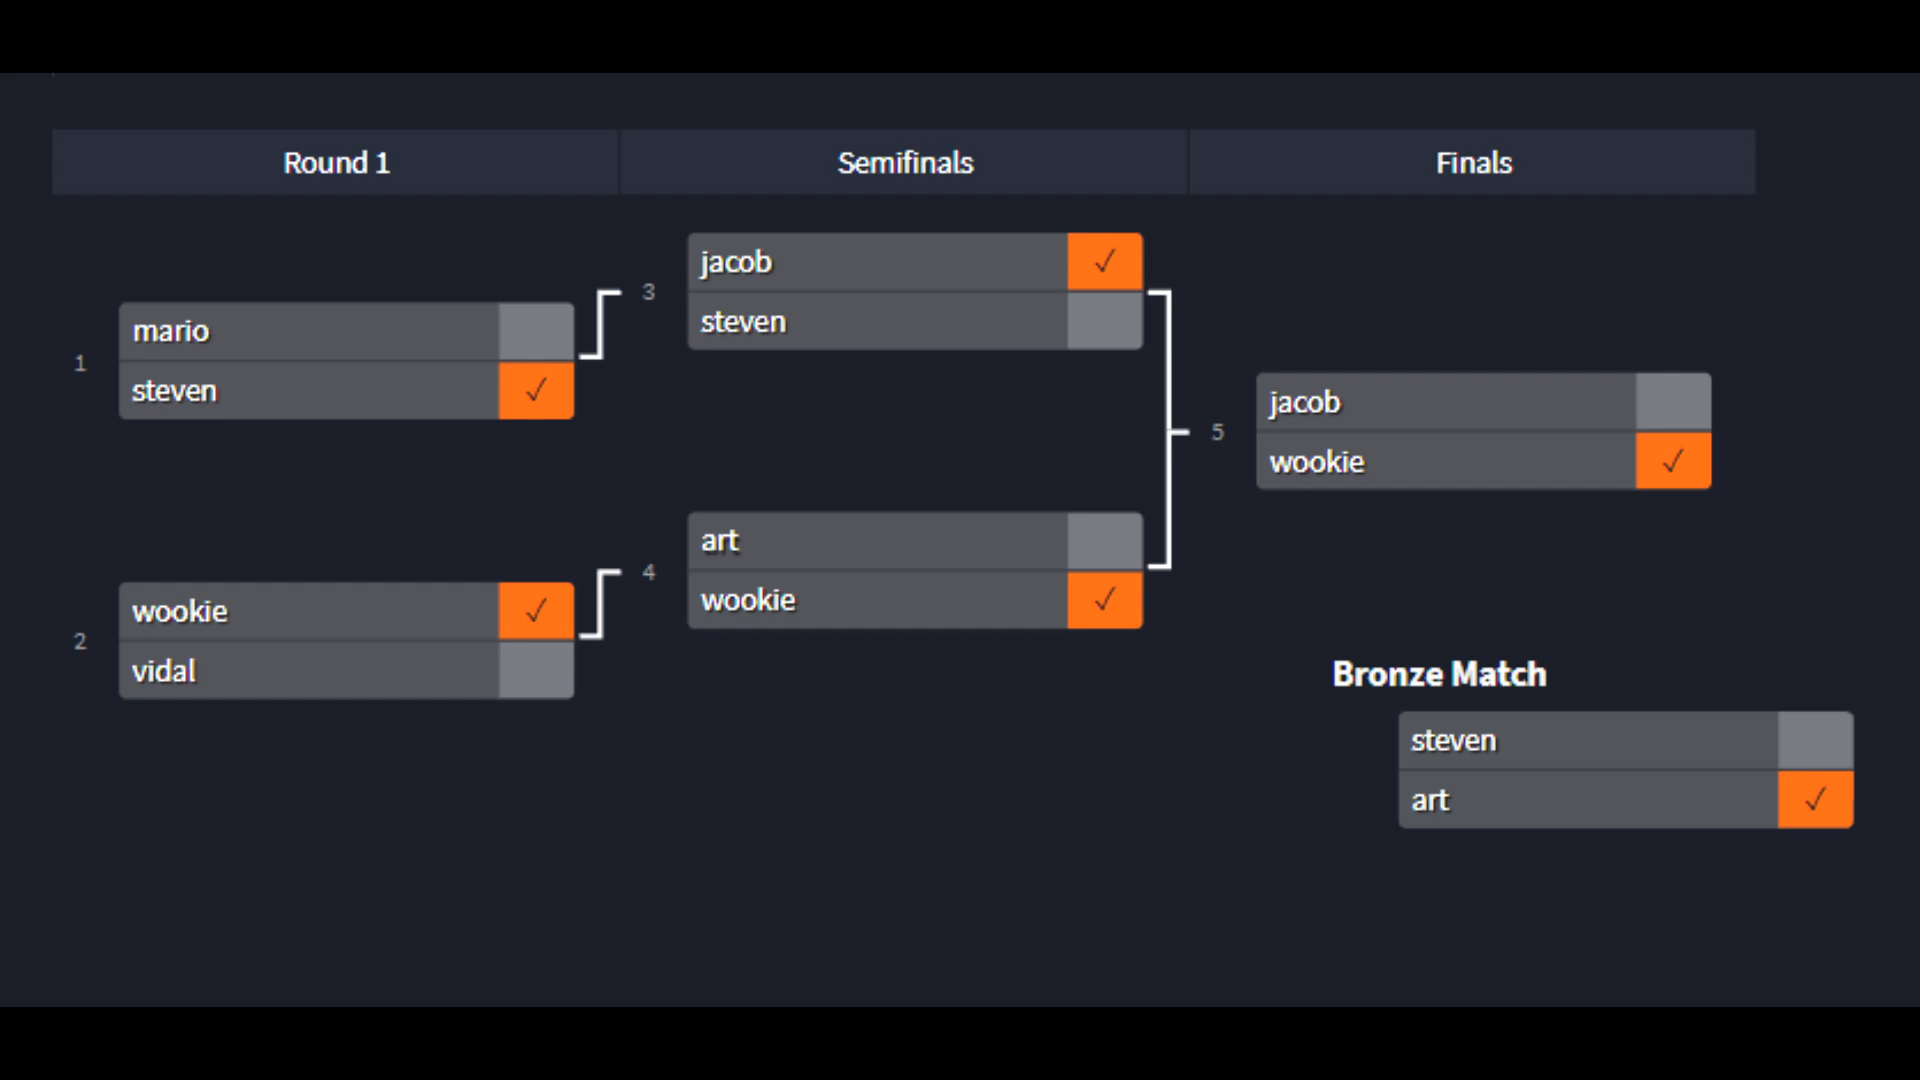 Round 1
Semifinals
Finals
1
mario
steven ✓
2
wookie ✓
vidal
3
jacob ✓
steven
4
art
wookie ✓
5
jacob
wookie ✓
Bronze Match
steven
art ✓